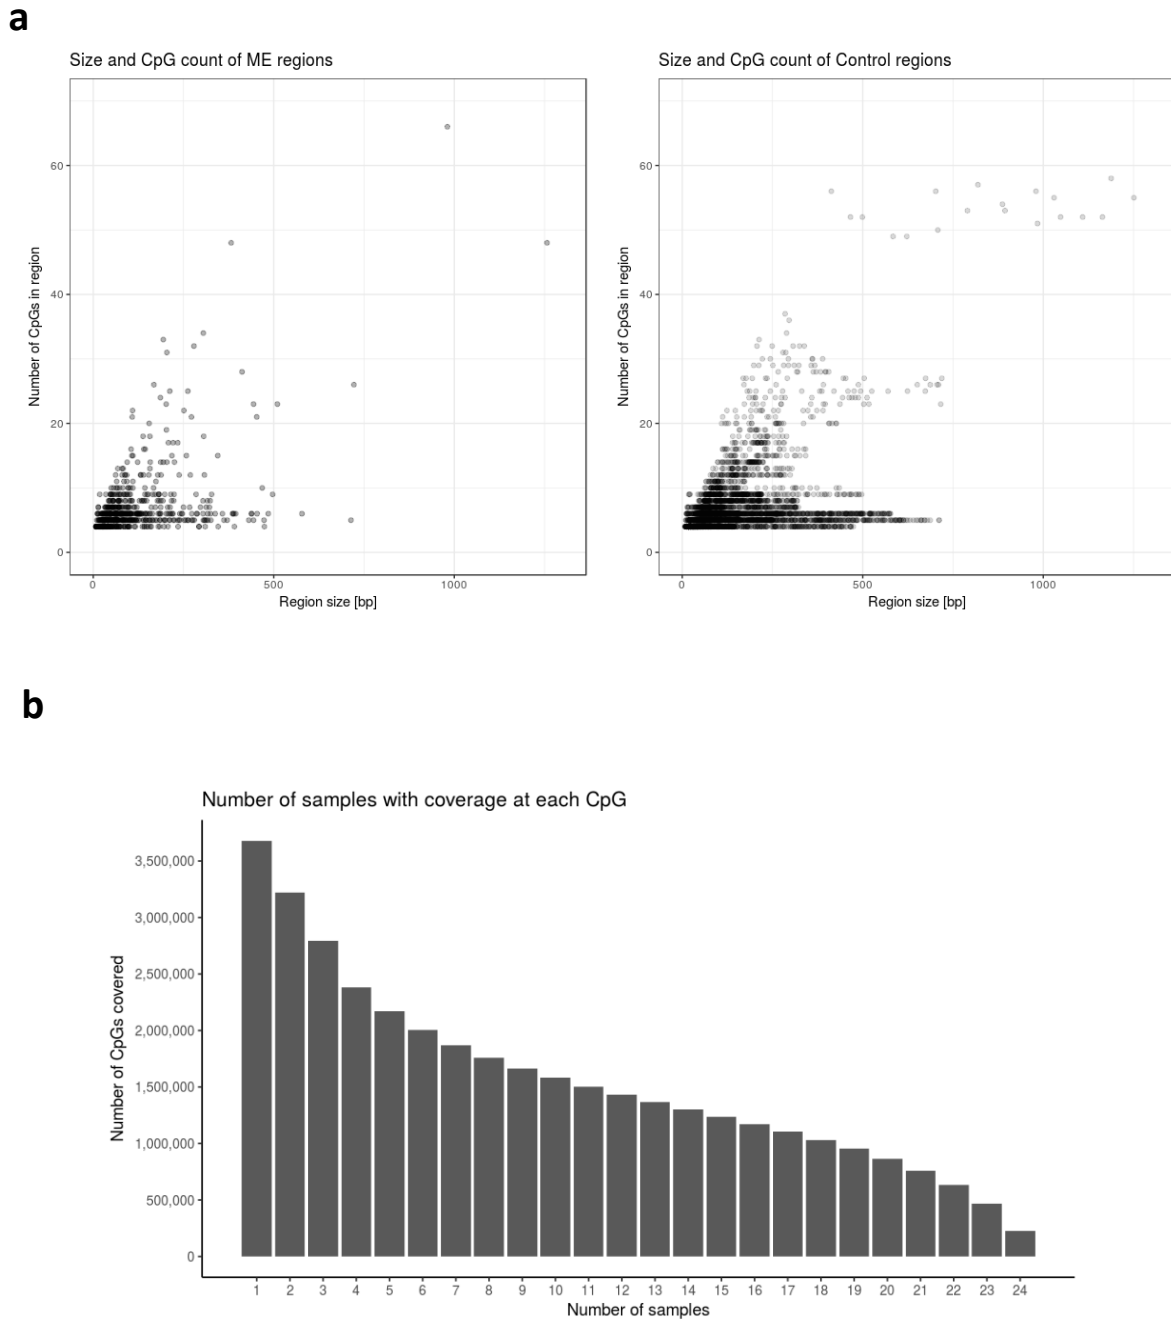 a
Size and CpG count of ME regions
Size and CpG count of Control regions
Number of CpGs in region
60
40
20
0
0 500 1000
Region size [bp]
Number of CpGs in region
60
40
20
0
0 500 1000
Region size [bp]
b
Number of samples with coverage at each CpG
Number of CpGs covered
3,500,000
3,000,000
2,500,000
2,000,000
1,500,000
1,000,000
500,000
0
1 2 3 4 5 6 7 8 9 10 11 12 13 14 15 16 17 18 19 20 21 22 23 24
Number of samples